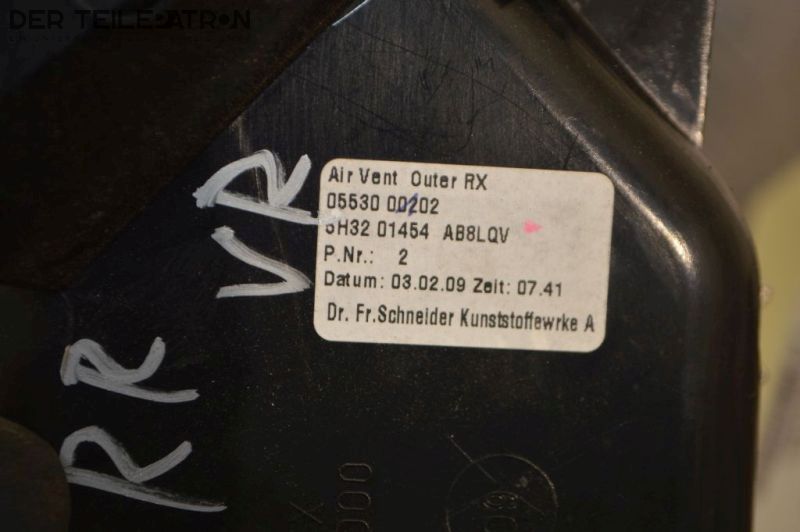 DER TEILE PATRON
Air Vent Outer RX
05530 00202
5H32 01454 AB8LQV
P.Nr.: 2
Datum: 03.02.09 Zeit: 07.41
Dr. Fr.Schneider Kunststoffewrke A
VR
RR